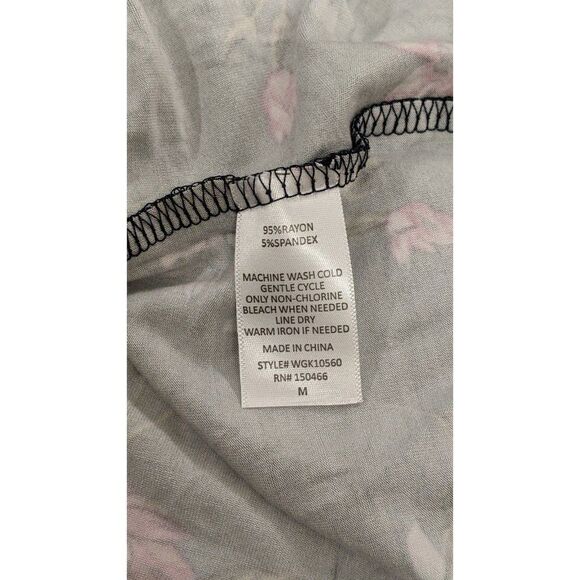 95%RAYON
5%SPANDEX
MACHINE WASH COLD
GENTLE CYCLE
ONLY NON-CHLORINE
BLEACH WHEN NEEDED
LINE DRY
WARM IRON IF NEEDED
MADE IN CHINA
STYLE# WGK10560
RN# 150466
M